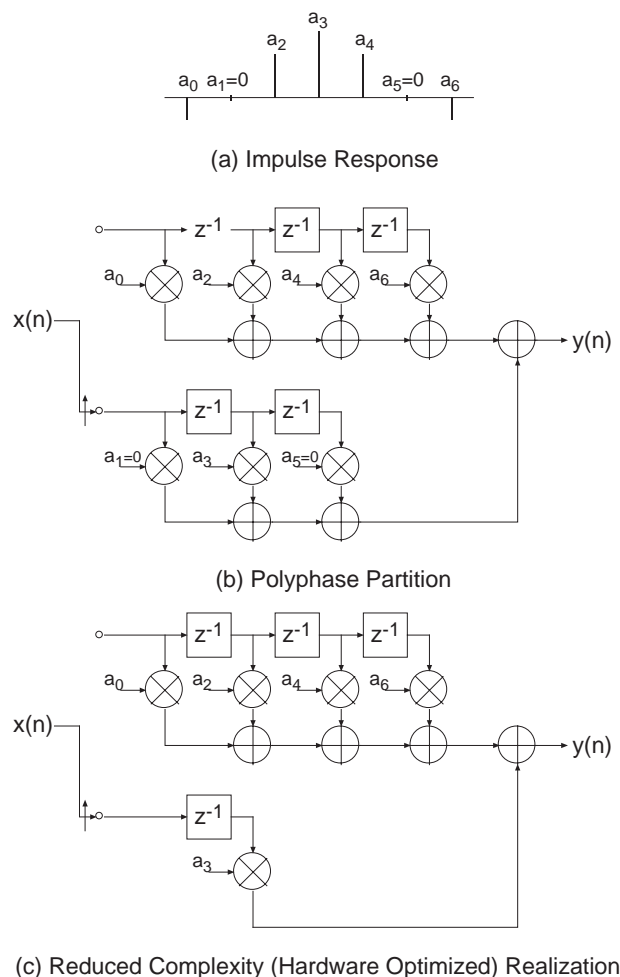 a3
a2 a4
a0 a1=0 a5=0 a6
(a) Impulse Response
z-1 z-1 z-1
a0 a2 a4 a6
x(n) y(n)
z-1 z-1
a1=0 a3 a5=0
(b) Polyphase Partition
z-1 z-1 z-1
a0 a2 a4 a6
x(n) y(n)
z-1
a3
(c) Reduced Complexity (Hardware Optimized) Realization